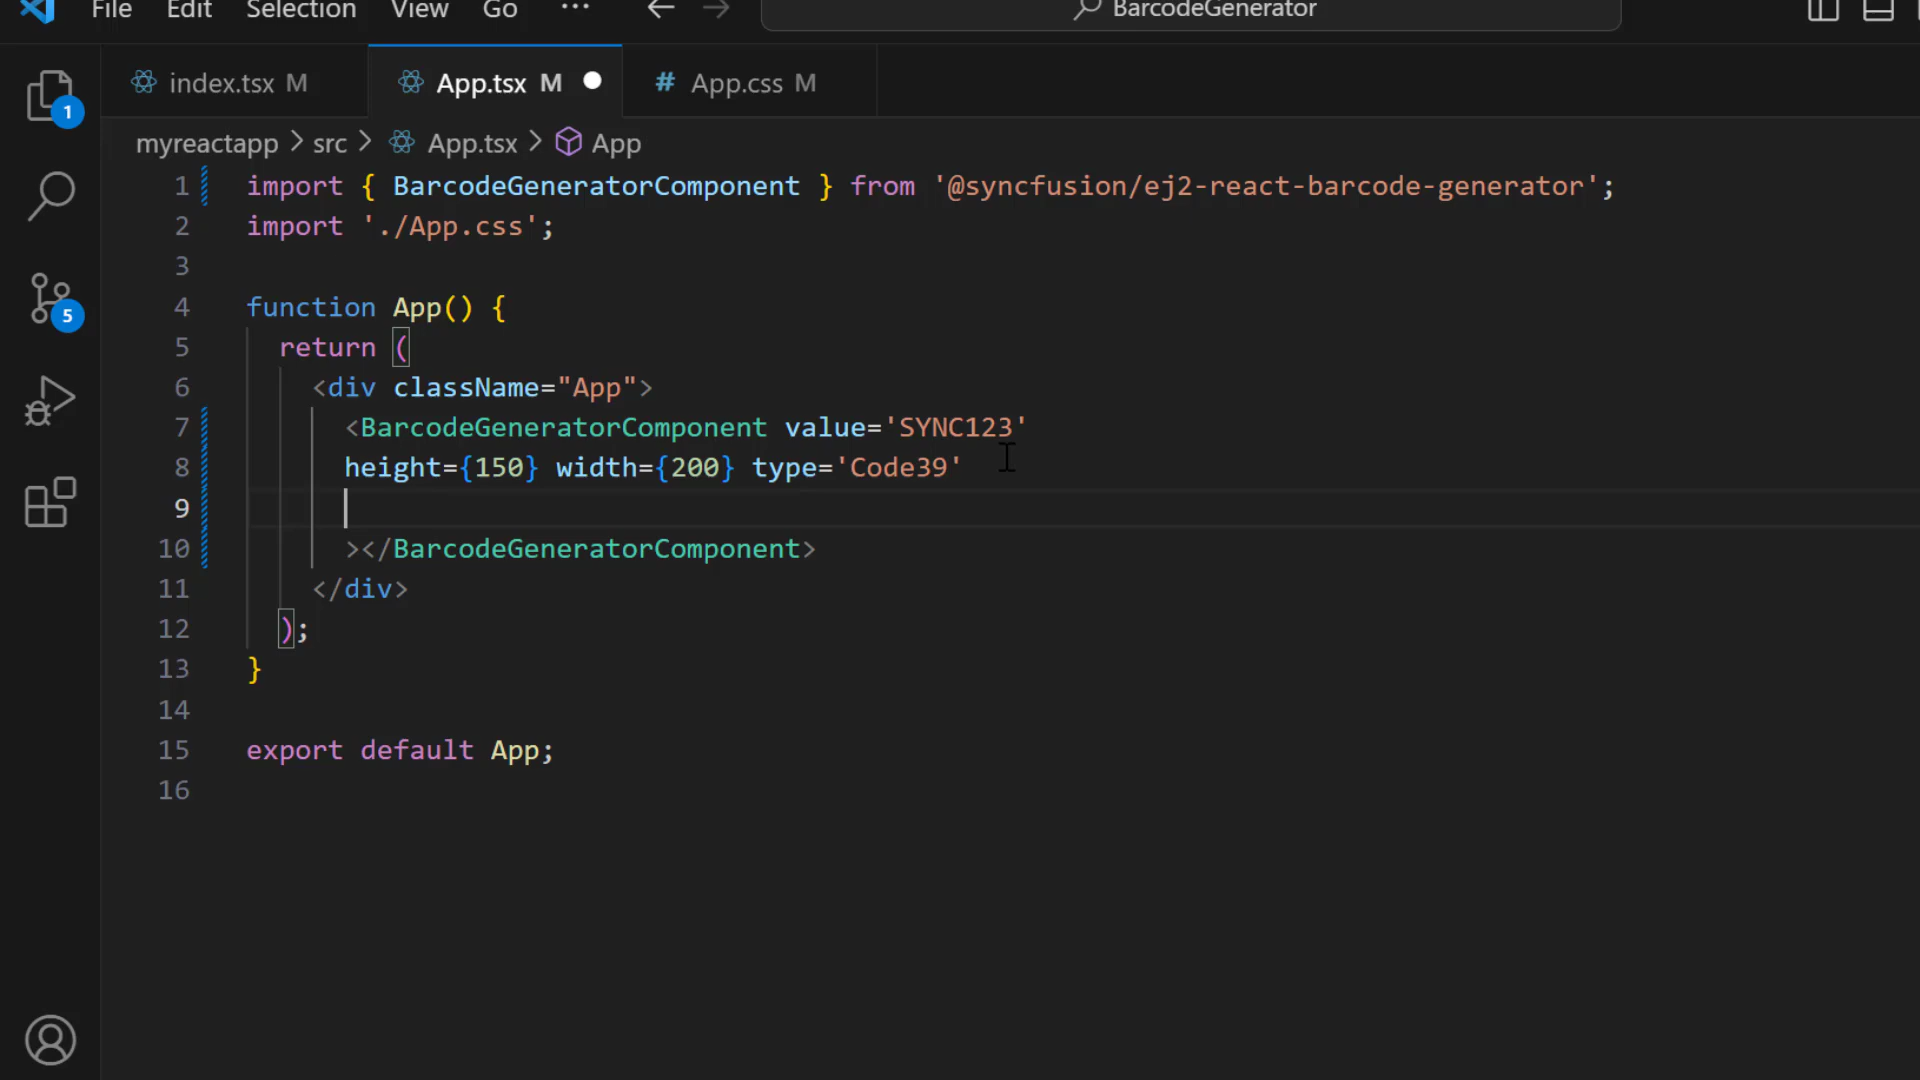 File Edit Selection View Go ··· BarcodeGenerator
index.tsx M App.tsx M # App.css M
1
myreactapp > src > App.tsx > App
1 import { BarcodeGeneratorComponent } from '@syncfusion/ej2-react-barcode-generator';
2 import './App.css';
3
4 function App() {
5 return (
5
6 <div className="App">
7 <BarcodeGeneratorComponent value='SYNC123'
8 height={150} width={200} type='Code39'
9
10 ></BarcodeGeneratorComponent>
11 </div>
12 );
13 }
14
15 export default App;
16